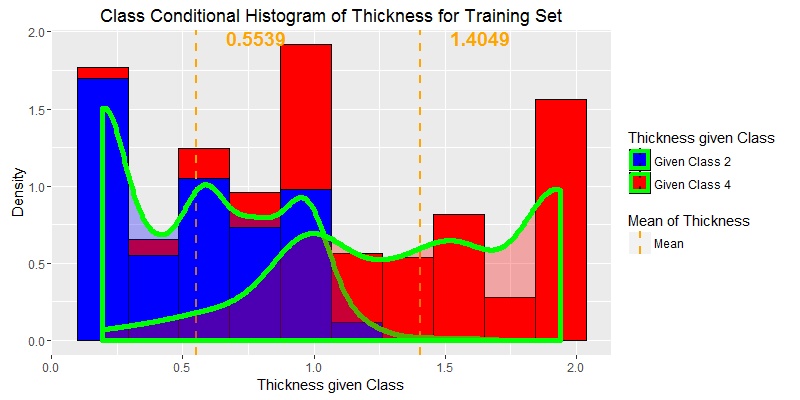 Class Conditional Histogram of Thickness for Training Set
0.5539
1.4049
2.0
1.5
1.0
0.5
0.0
Density
0.0
0.5
1.0
1.5
2.0
Thickness given Class
Thickness given Class
Given Class 2
Given Class 4
Mean of Thickness
Mean